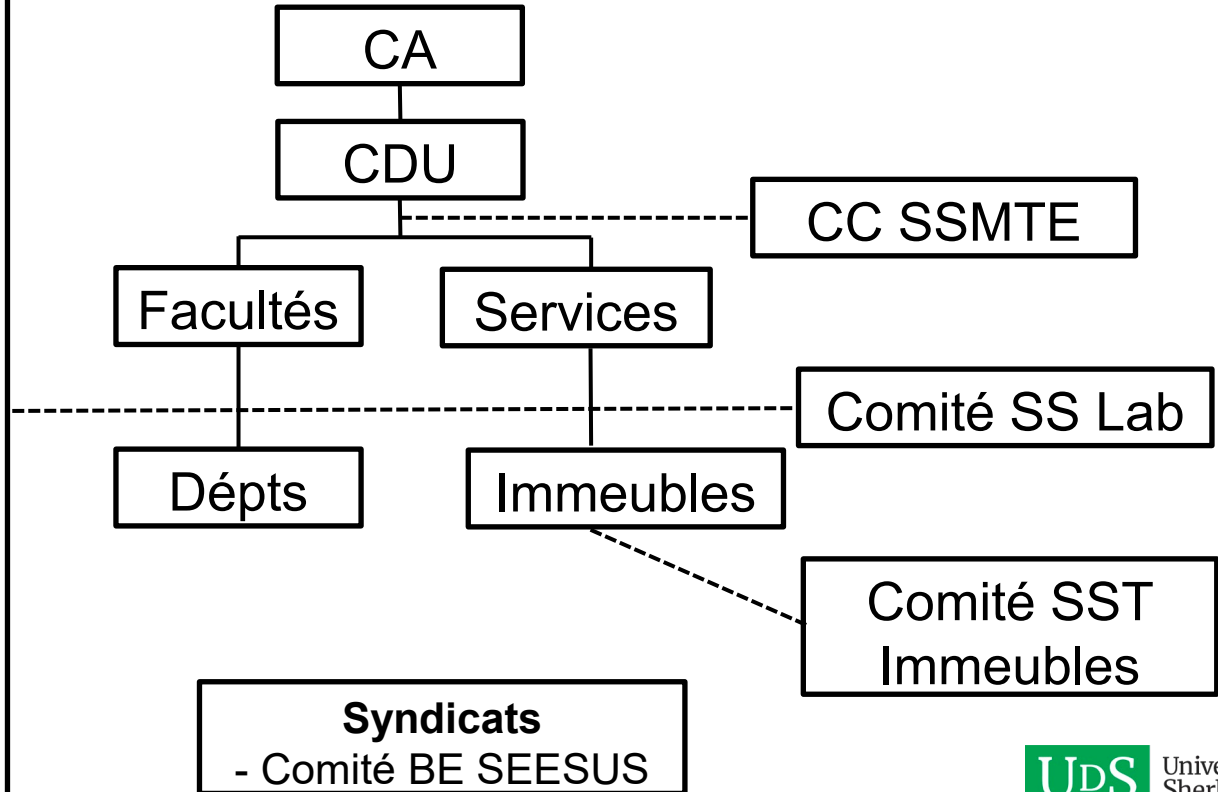 CA
CDU
CC SSMTE
Facultés
Services
Comité SS Lab
Dépts
Immeubles
Comité SST
Immeubles
Syndicats
- Comité BE SEESUS
UDS